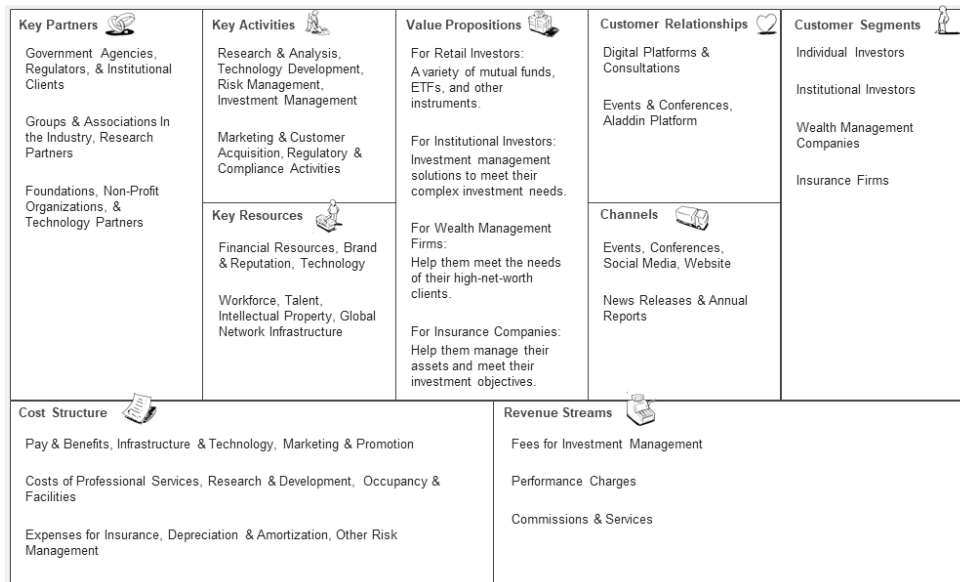 Key Partners
Government Agencies,
Regulators, & Institutional
Clients
Groups & Associations In
the Industry, Research
Partners
Foundations, Non-Profit
Organizations, &
Technology Partners
Key Activities
Research & Analysis,
Technology Development,
Risk Management,
Investment Management
Marketing & Customer
Acquisition, Regulatory &
Compliance Activities
Key Resources
Financial Resources, Brand
& Reputation, Technology
Workforce, Talent,
Intellectual Property, Global
Network Infrastructure
Value Propositions
For Retail Investors:
A variety of mutual funds,
ETFs, and other
instruments.
For Institutional Investors:
Investment management
solutions to meet their
complex investment needs.
For Wealth Management
Firms:
Help them meet the needs
of their high-net-worth
clients.
For Insurance Companies:
Help them manage their
assets and meet their
investment objectives.
Customer Relationships
Digital Platforms &
Consultations
Events & Conferences,
Aladdin Platform
Channels
Events, Conferences,
Social Media, Website
News Releases & Annual
Reports
Customer Segments
Individual Investors
Institutional Investors
Wealth Management
Companies
Insurance Firms
Cost Structure
Pay & Benefits, Infrastructure & Technology, Marketing & Promotion
Costs of Professional Services, Research & Development, Occupancy &
Facilities
Expenses for Insurance, Depreciation & Amortization, Other Risk
Management
Revenue Streams
Fees for Investment Management
Performance Charges
Commissions & Services